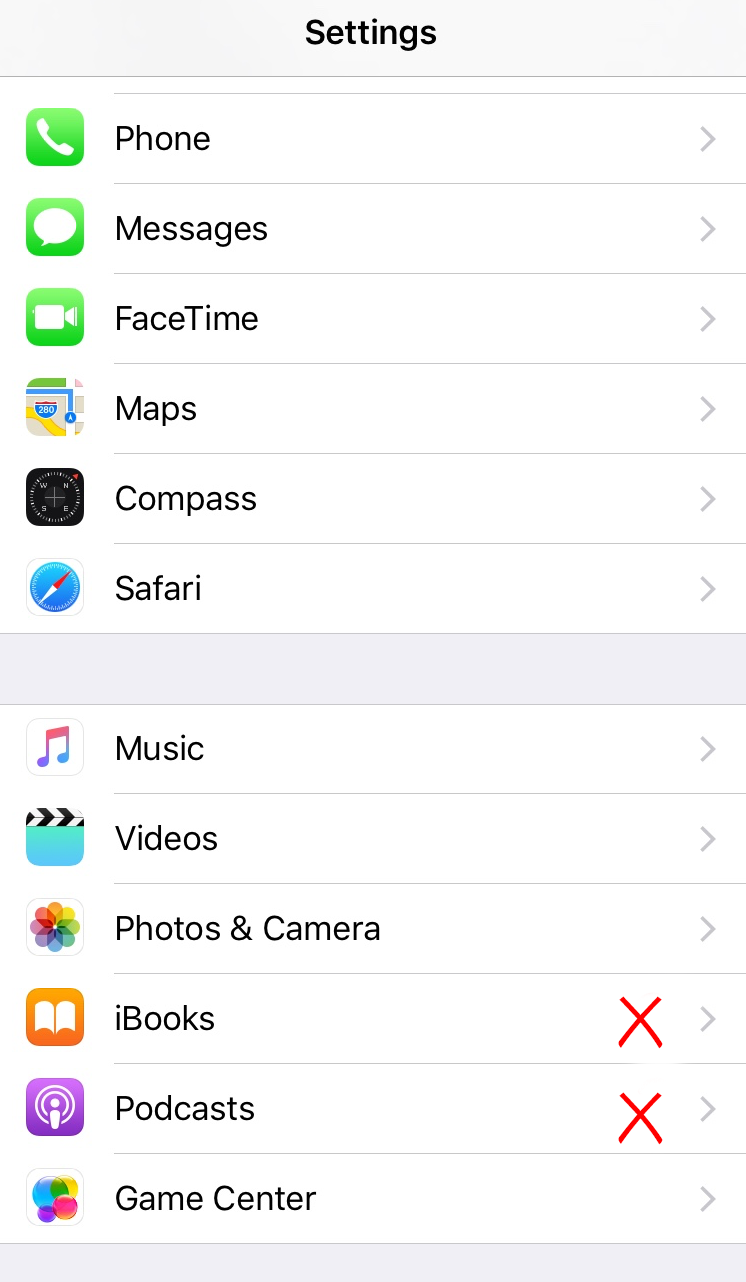 Settings
Phone
Messages
FaceTime
280
Maps
W N
S E
Compass
Safari
Music
Videos
Photos & Camera
iBooks
Podcasts
Game Center